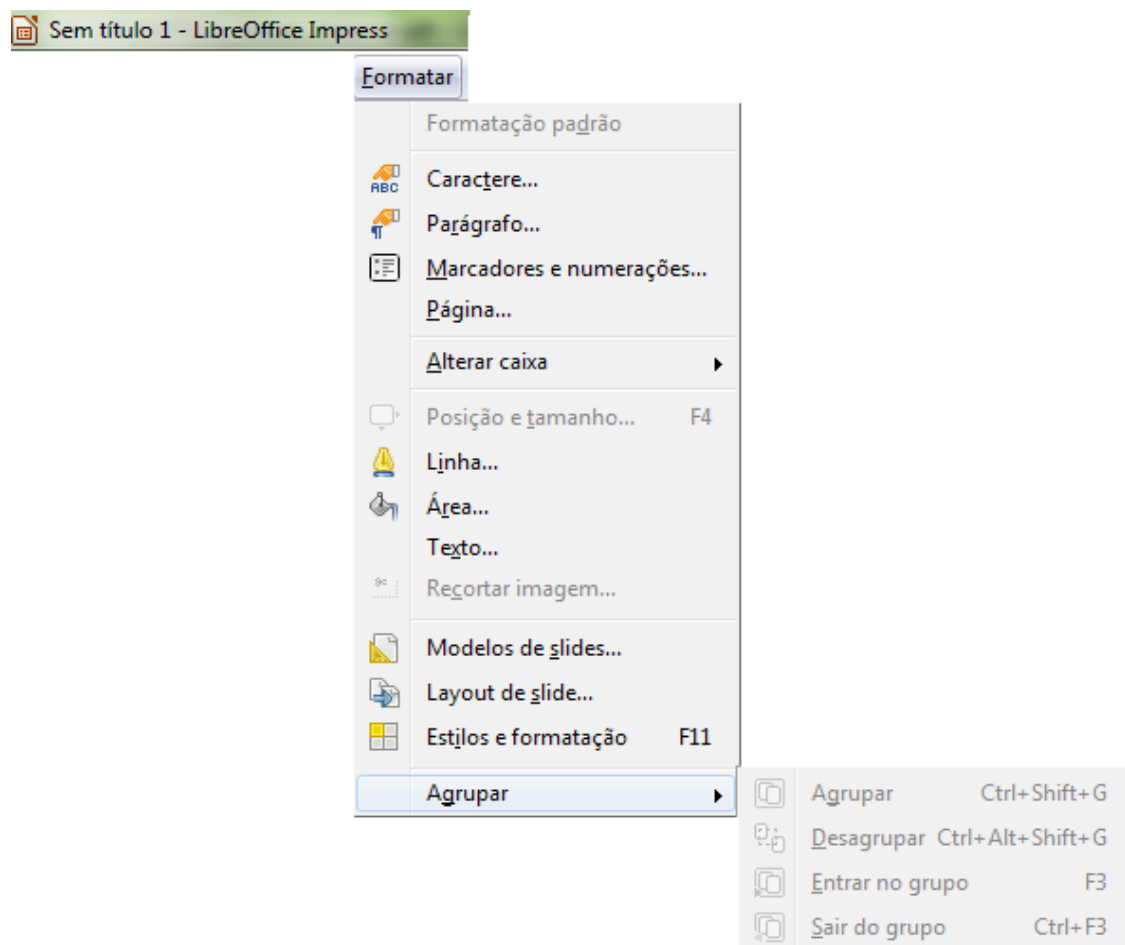 Sem título 1 - LibreOffice Impress
Formatar
Formatação padrão
ABC Caractere...
Parágrafo...
Marcadores e numerações...
Página...
Alterar caixa
Posição e tamanho... F4
Linha...
Área...
Texto...
Recortar imagem...
Modelos de slides...
Layout de slide...
Estilos e formatação F11
Agrupar
Agrupar Ctrl+Shift+G
Desagrupar Ctrl+Alt+Shift+G
Entrar no grupo F3
Sair do grupo Ctrl+F3